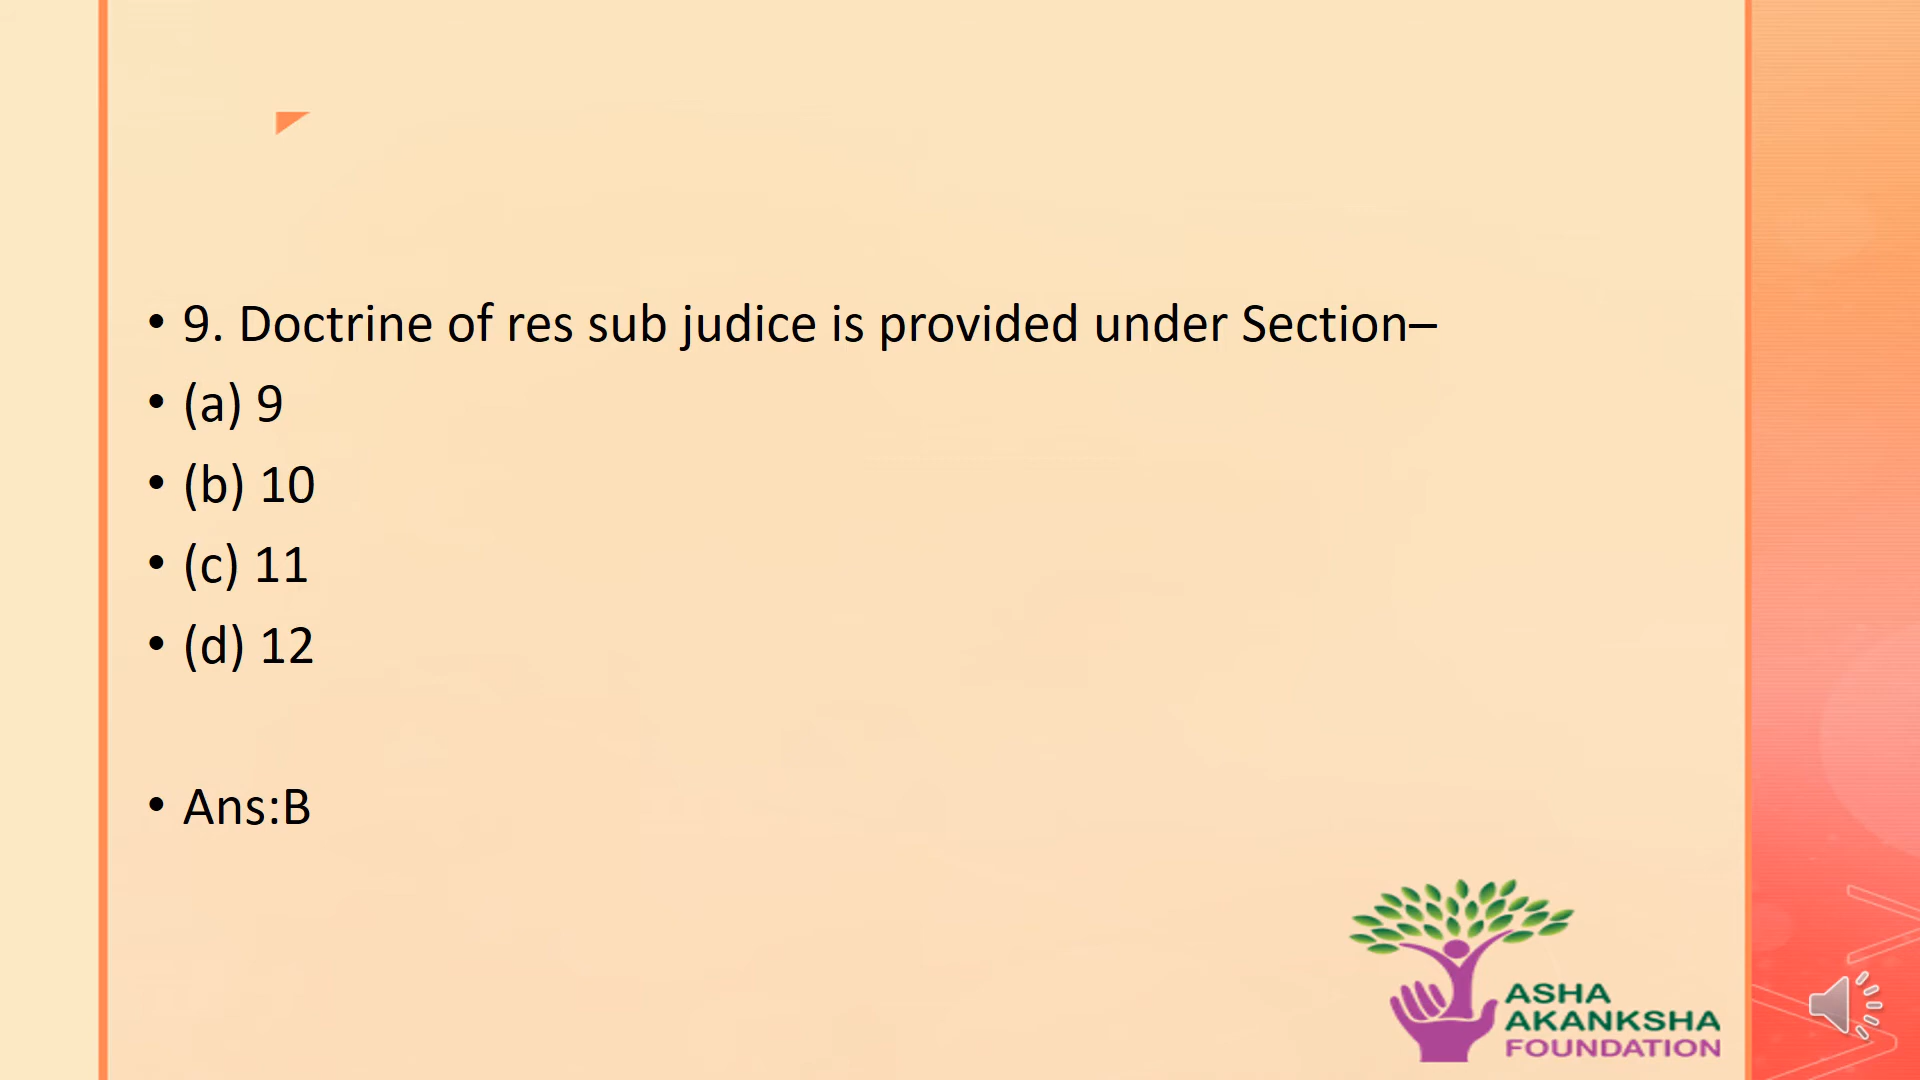 • 9. Doctrine of res sub judice is provided under Section–
• (a) 9
• (b) 10
• (c) 11
• (d) 12
• Ans:B
ASHA
AKANKSHA
FOUNDATION